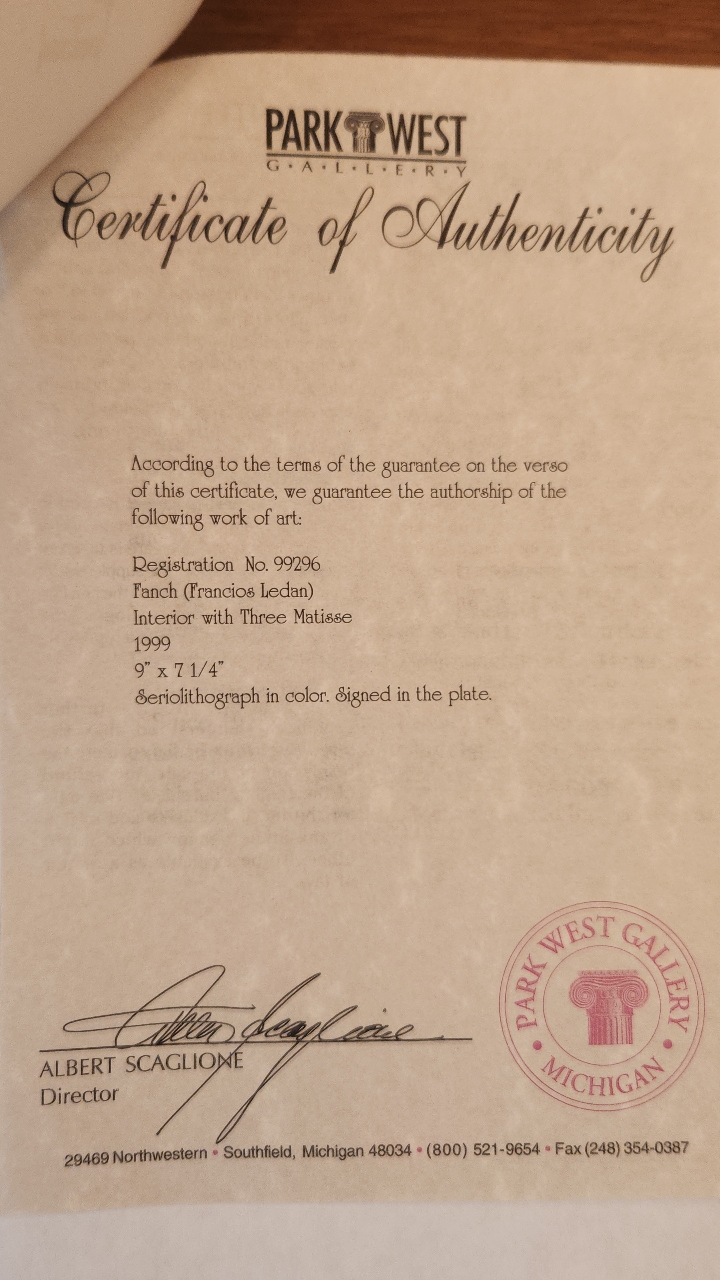 PARK WEST
G·A·L·L·E·R·Y
Certificate of Authenticity
According to the terms of the guarantee on the verso
of this certificate, we guarantee the authorship of the
following work of art:
Registration No. 99296
Fanch (Francios Ledan)
Interior with Three Matisse
1999
9" x 7 1/4"
Seriolithograph in color. Signed in the plate.
Albert Scaglione
ALBERT SCAGLIONE
Director
PARK WEST GALLERY
• MICHIGAN •
29469 Northwestern • Southfield, Michigan 48034 • (800) 521-9654 • Fax (248) 354-0387